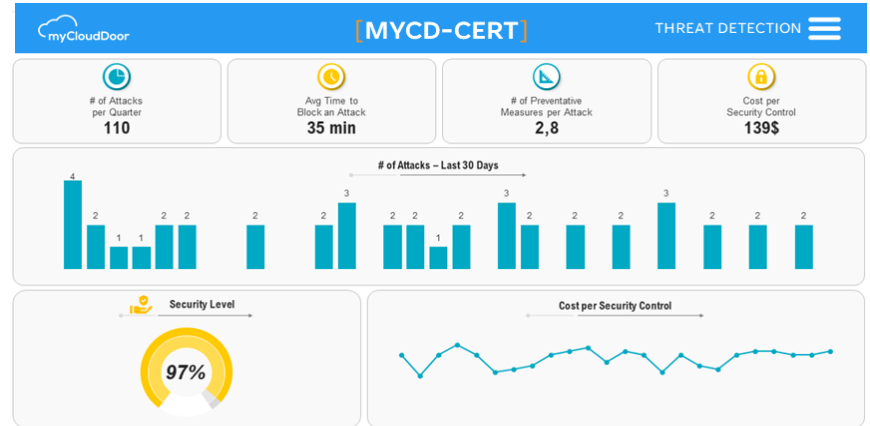 myCloudDoor
[MYCD-CERT]
THREAT DETECTION
# of Attacks
per Quarter
110
Avg Time to
Block an Attack
35 min
# of Preventative
Measures per Attack
2,8
Cost per
Security Control
139$
# of Attacks – Last 30 Days
4 2 1 1 2 2 2 2 3 2 2 1 2 3 2 2 2 3 2 2 2
Security Level
97%
Cost per Security Control